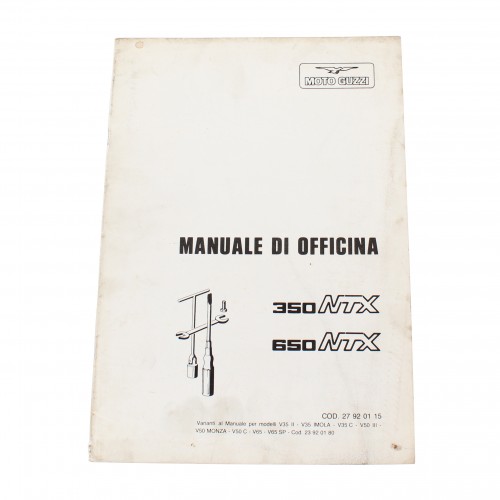 MOTO GUZZI
MANUALE DI OFFICINA
350 NTX
650 NTX
COD. 27 92 01 15
Varianti al Manuale per modelli V35 II - V35 IMOLA - V35 C - V50 III -
V50 MONZA - V50 C - V65 - V65 SP - Cod. 23 92 01 80